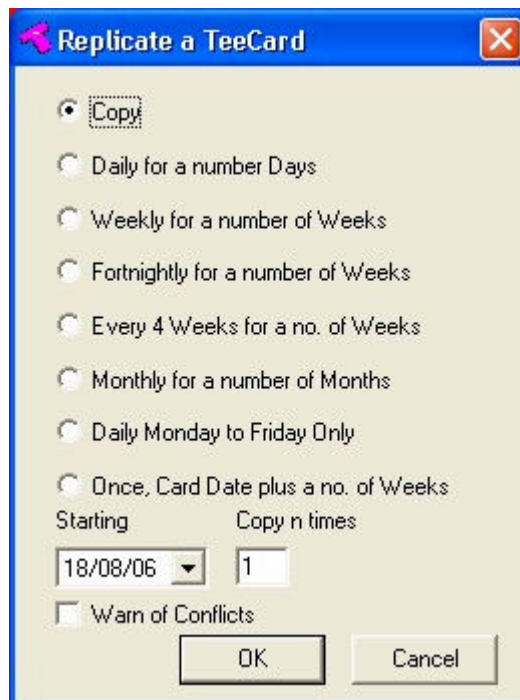 Replicate a TeeCard
Copy
Daily for a number Days
Weekly for a number of Weeks
Fortnightly for a number of Weeks
Every 4 Weeks for a no. of Weeks
Monthly for a number of Months
Daily Monday to Friday Only
Once, Card Date plus a no. of Weeks
Starting Copy n times
18/08/06 1
Warn of Conflicts
OK Cancel